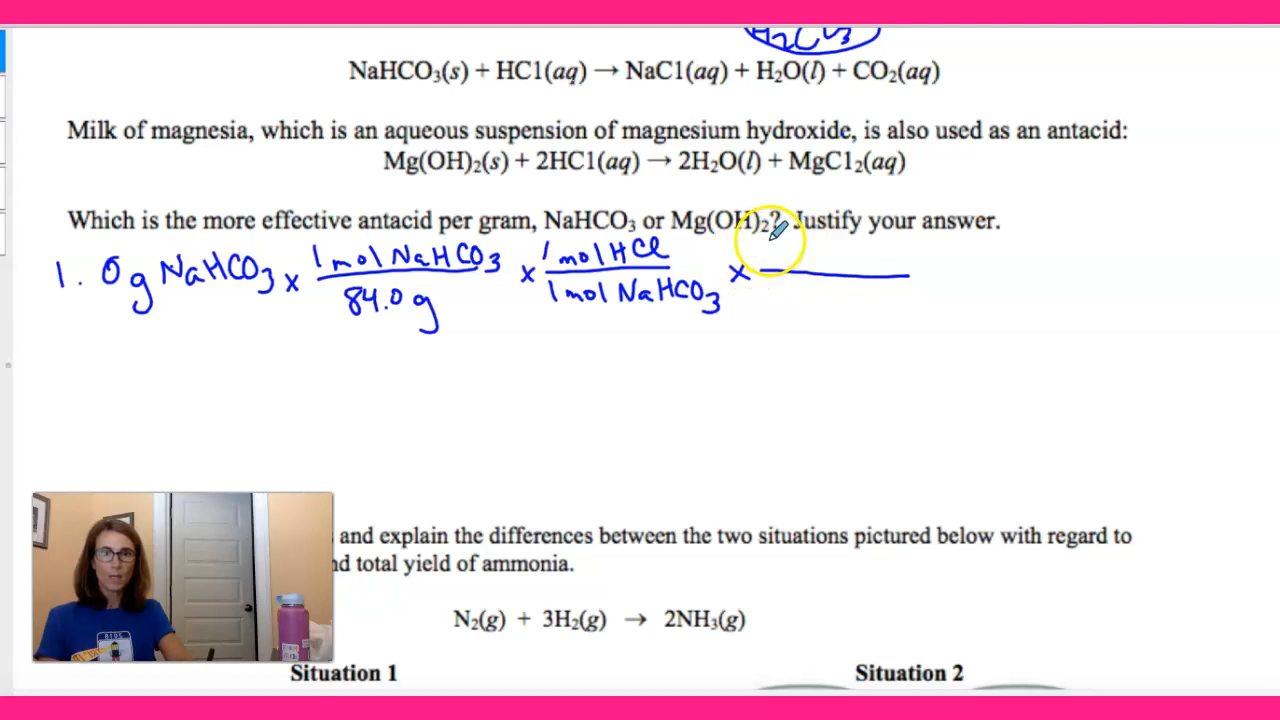 H2CO3
NaHCO₃(s) + HC1(aq) → NaC1(aq) + H₂O(l) + CO₂(aq)
Milk of magnesia, which is an aqueous suspension of magnesium hydroxide, is also used as an antacid:
Mg(OH)₂(s) + 2HC1(aq) → 2H₂O(l) + MgC1₂(aq)
Which is the more effective antacid per gram, NaHCO₃ or Mg(OH)₂? Justify your answer.
1.0g NaHCO₃ x 1 mol NaHCO₃ / 84.0 g x 1 mol HCl / 1 mol NaHCO₃ x
and explain the differences between the two situations pictured below with regard to
total yield of ammonia.
N₂(g) + 3H₂(g) → 2NH₃(g)
Situation 1 Situation 2